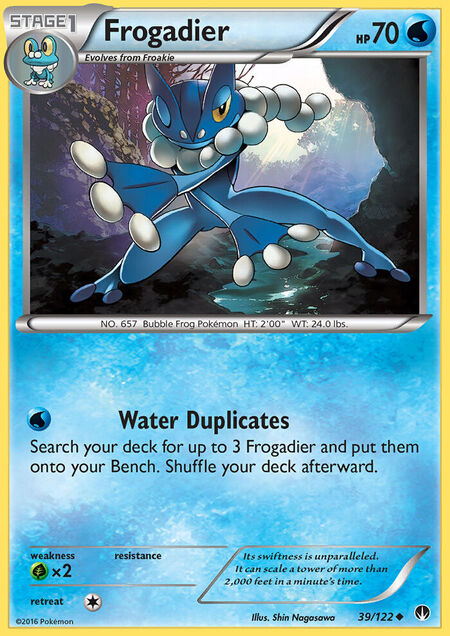 STAGE1
Frogadier
HP70
Evolves from Froakie
NO. 657 Bubble Frog Pokémon HT: 2'00" WT: 24.0 lbs.
Water Duplicates
Search your deck for up to 3 Frogadier and put them
onto your Bench. Shuffle your deck afterward.
weakness
resistance
×2
Its swiftness is unparalleled.
It can scale a tower of more than
2,000 feet in a minute's time.
retreat
©2016 Pokémon
Illus. Shin Nagasawa
39/122